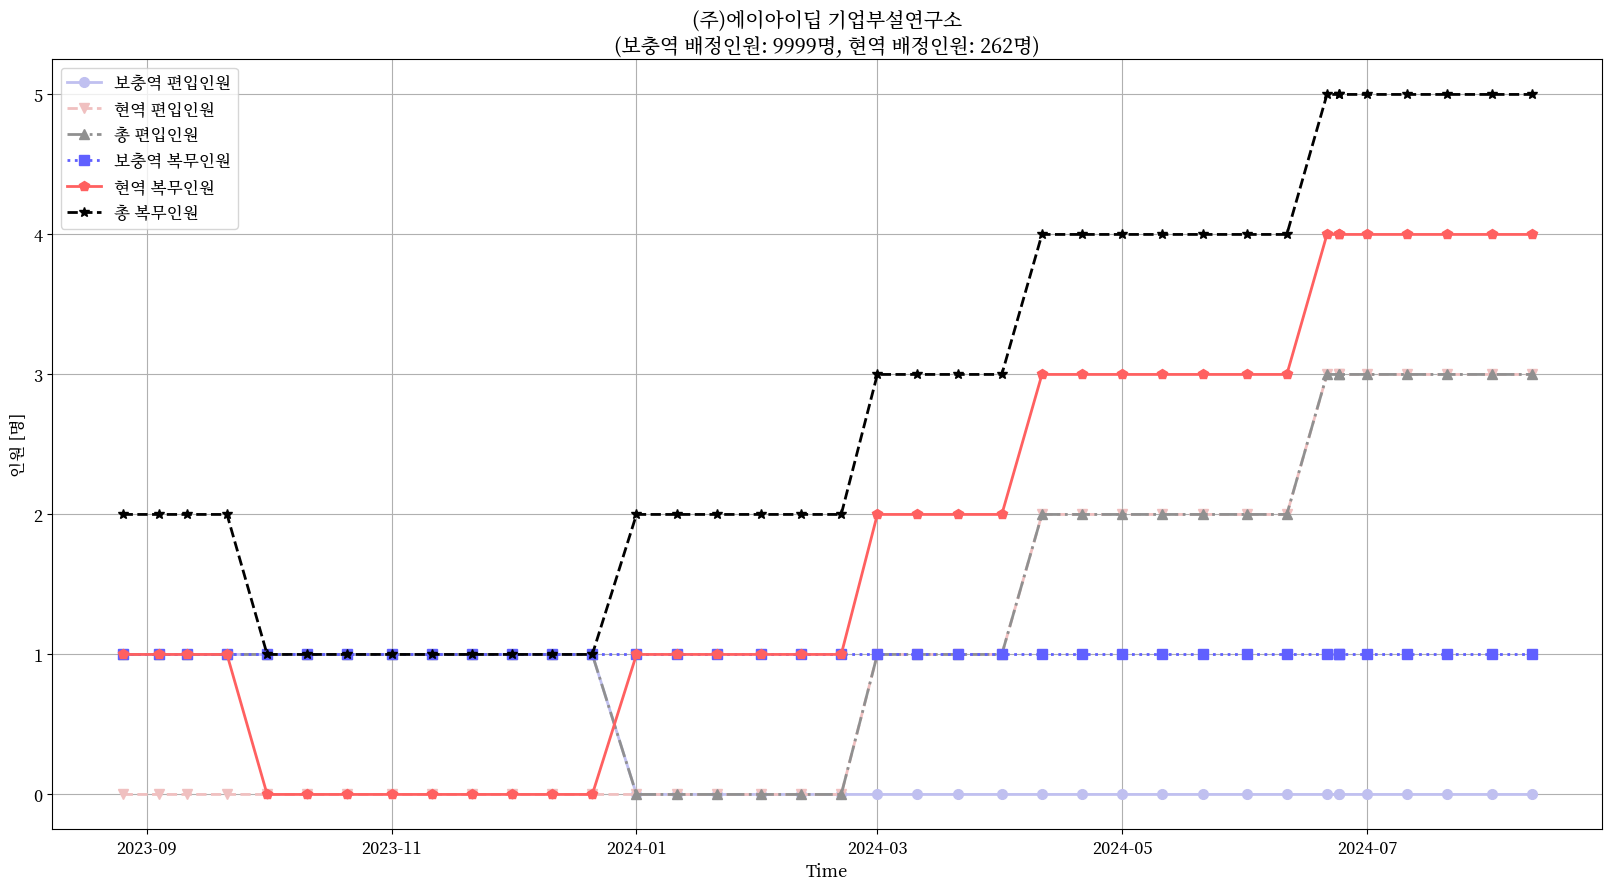 (주)에이아이딥 기업부설연구소
(보충역 배정인원: 9999명, 현역 배정인원: 262명)
보충역 편입인원
현역 편입인원
총 편입인원
보충역 복무인원
현역 복무인원
총 복무인원
5
4
3
2
1
0
인원 [명]
2023-09
2023-11
2024-01
2024-03
2024-05
2024-07
Time